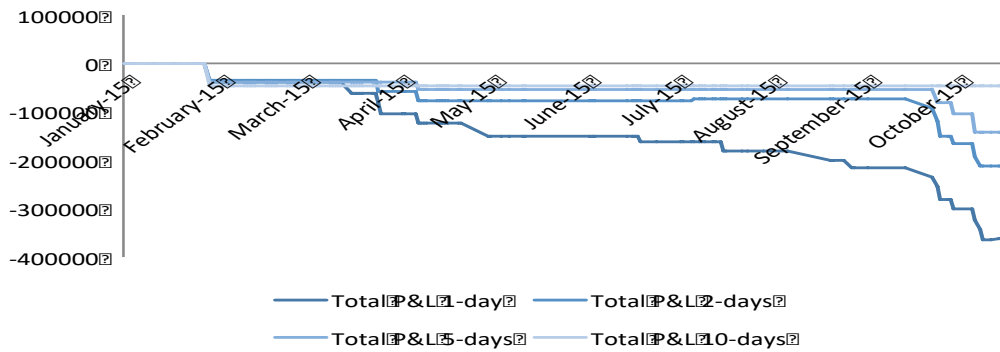 100000
0
-100000
-200000
-300000
-400000
January-15
February-15
March-15
April-15
May-15
June-15
July-15
August-15
September-15
October-15
Total P&L 1-day
Total P&L 2-days
Total P&L 5-days
Total P&L 10-days